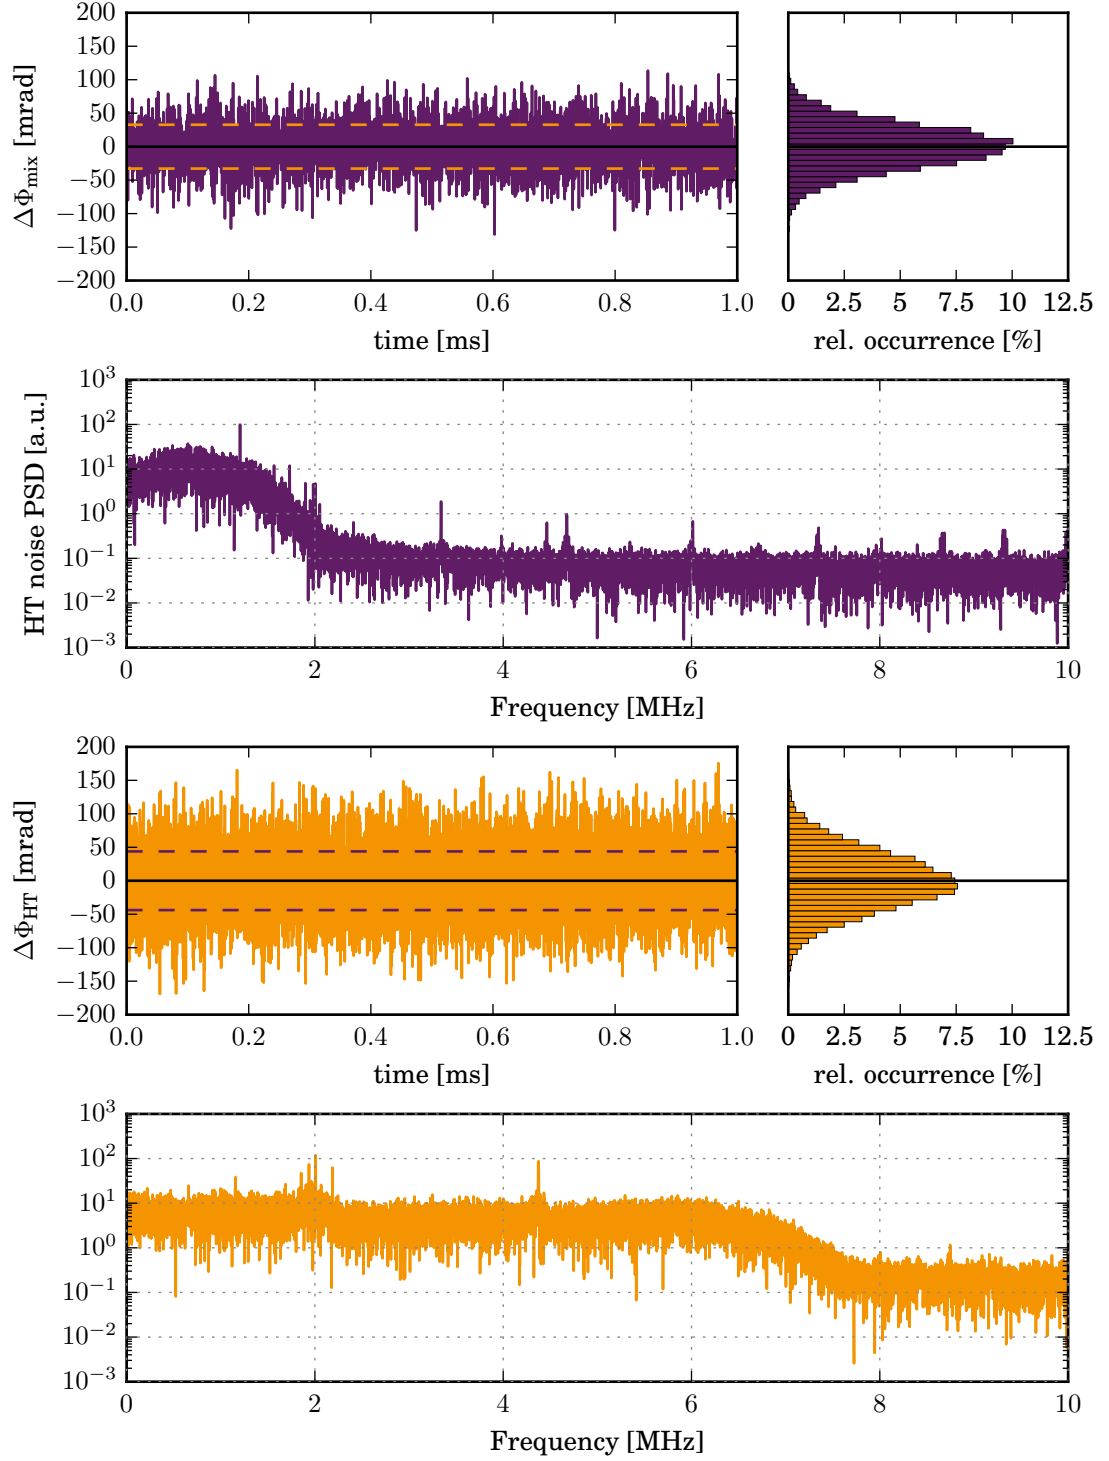 200
150
100
50
0
−50
−100
−150
−200
ΔΦmix [mrad]
0.0 0.2 0.4 0.6 0.8 1.0
time [ms]
0 2.5 5 7.5 10 12.5
rel. occurrence [%]
10³
10²
10¹
10⁰
10⁻¹
10⁻²
10⁻³
HT noise PSD [a.u.]
0 2 4 6 8 10
Frequency [MHz]
200
150
100
50
0
−50
−100
−150
−200
ΔΦHT [mrad]
0.0 0.2 0.4 0.6 0.8 1.0
time [ms]
0 2.5 5 7.5 10 12.5
rel. occurrence [%]
10³
10²
10¹
10⁰
10⁻¹
10⁻²
10⁻³
0 2 4 6 8 10
Frequency [MHz]